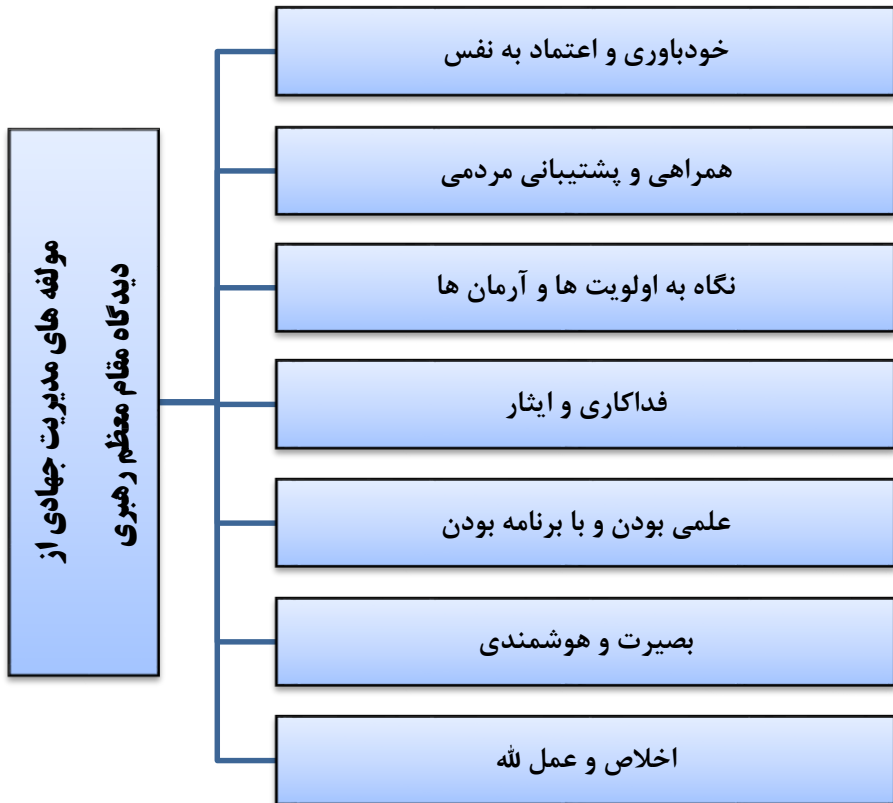 مولفه های مدیریت جهادی از
دیدگاه مقام معظم رهبری
خودباوری و اعتماد به نفس
همراهی و پشتیبانی مردمی
نگاه به اولویت ها و آرمان ها
فداکاری و ایثار
علمی بودن و با برنامه بودن
بصیرت و هوشمندی
اخلاص و عمل لله